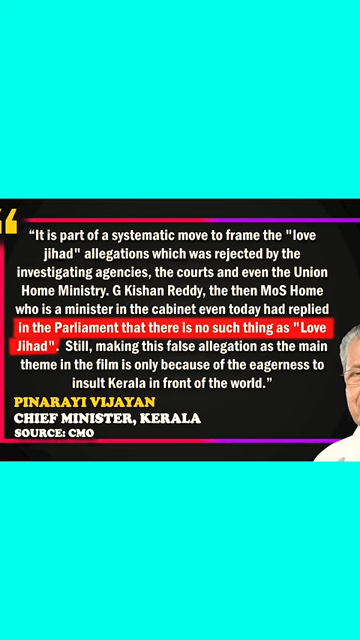 “It is part of a systematic move to frame the "love
jihad" allegations which was rejected by the
investigating agencies, the courts and even the Union
Home Ministry. G Kishan Reddy, the then MoS Home
who is a minister in the cabinet even today had replied
in the Parliament that there is no such thing as "Love
Jihad". Still, making this false allegation as the main
theme in the film is only because of the eagerness to
insult Kerala in front of the world.”
PINARAYI VIJAYAN
CHIEF MINISTER, KERALA
SOURCE: CMO